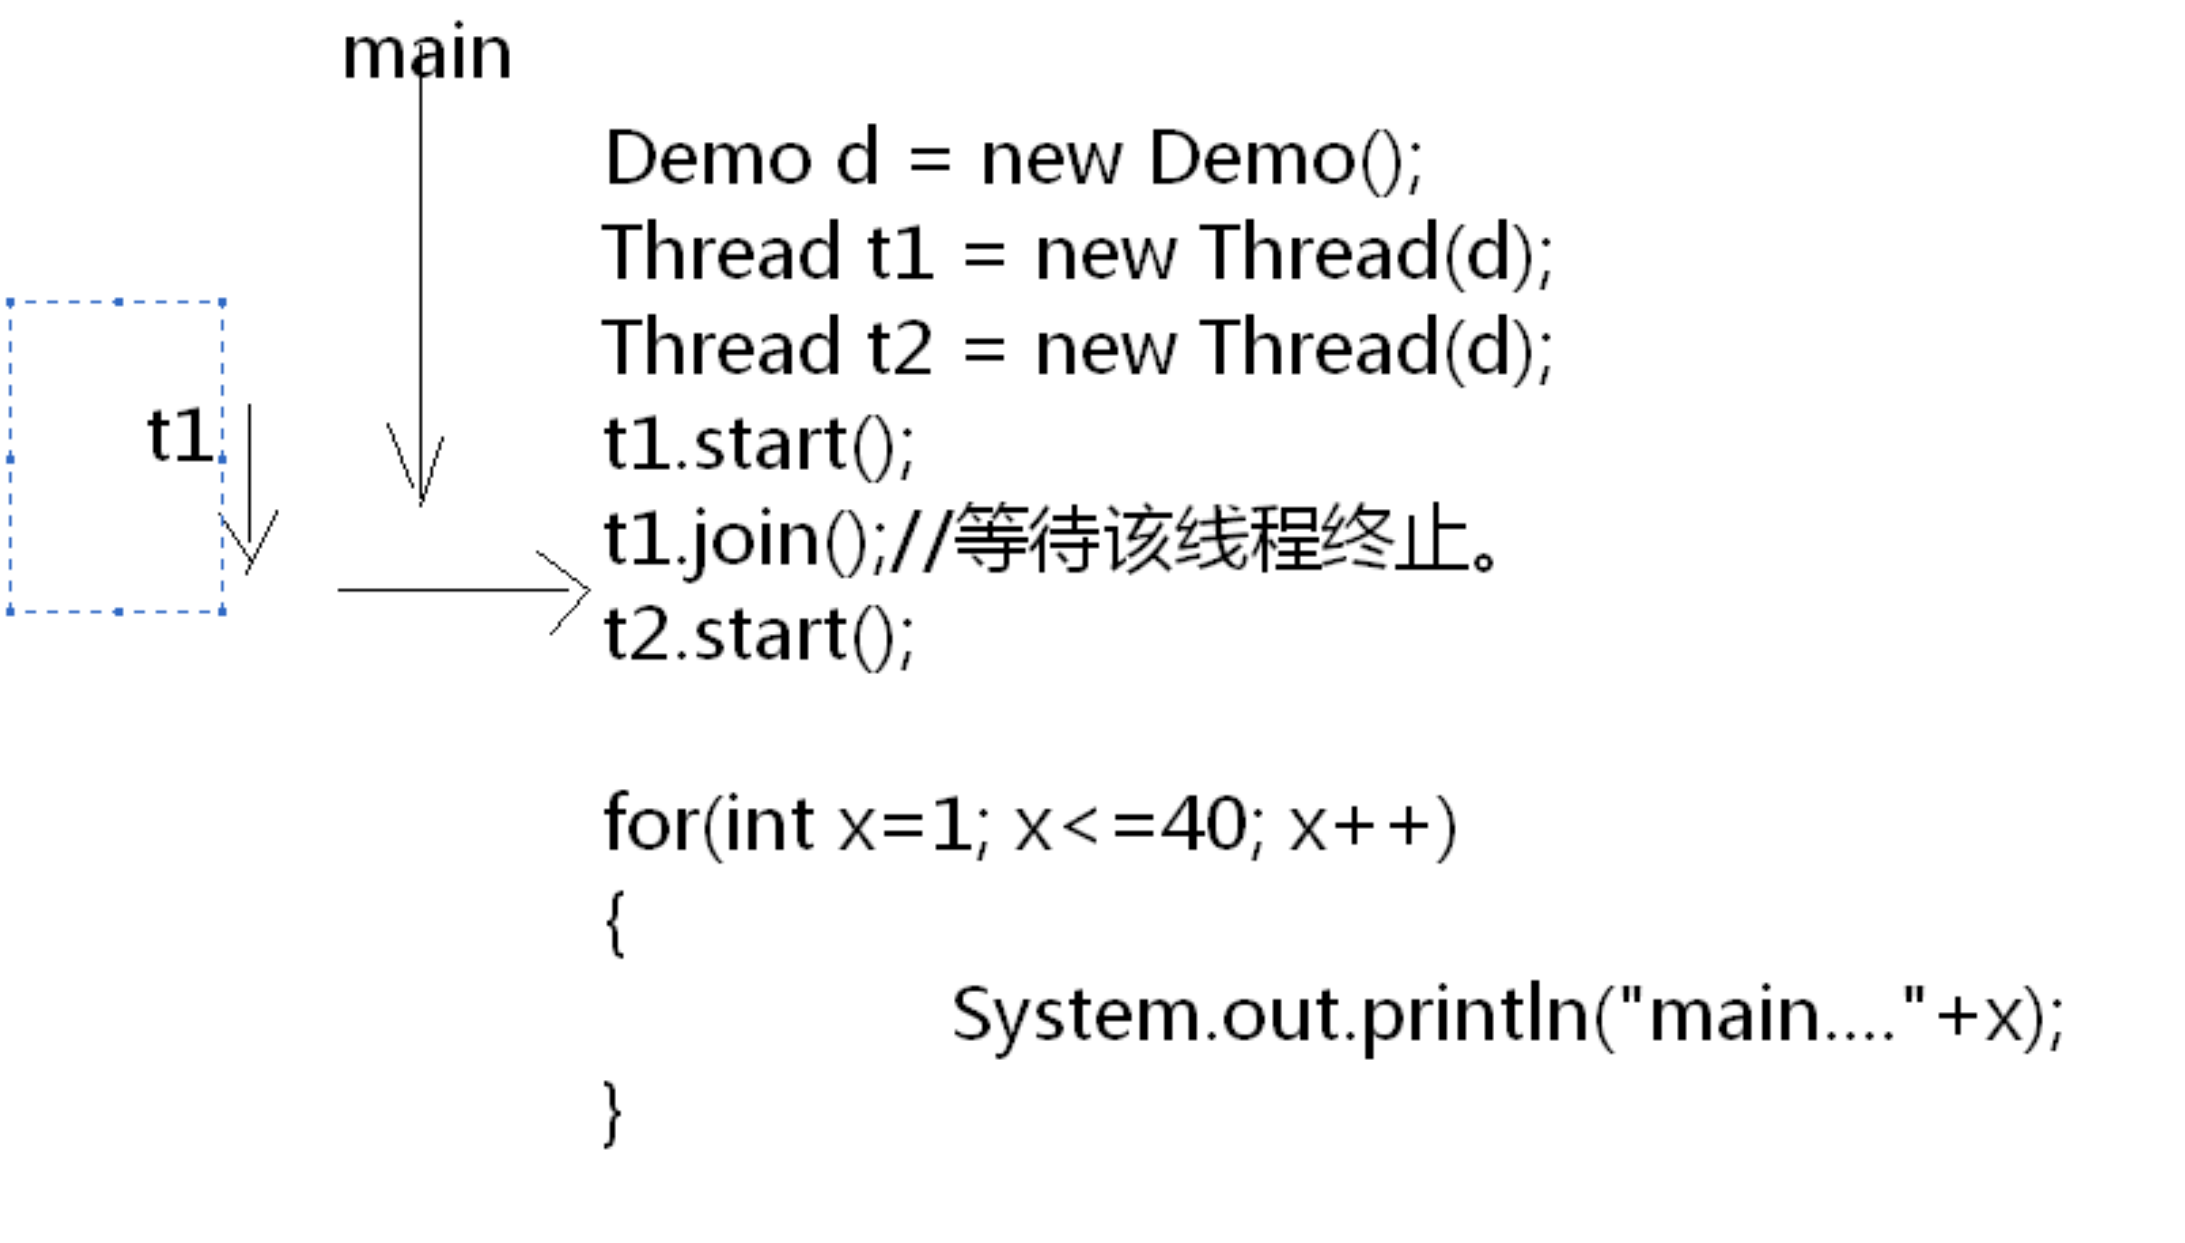 main
Demo d = new Demo();
Thread t1 = new Thread(d);
Thread t2 = new Thread(d);
t1
t1.start();
t1.join();//等待该线程终止。
t2.start();
for(int x=1; x<=40; x++)
{
System.out.println("main...."+x);
}